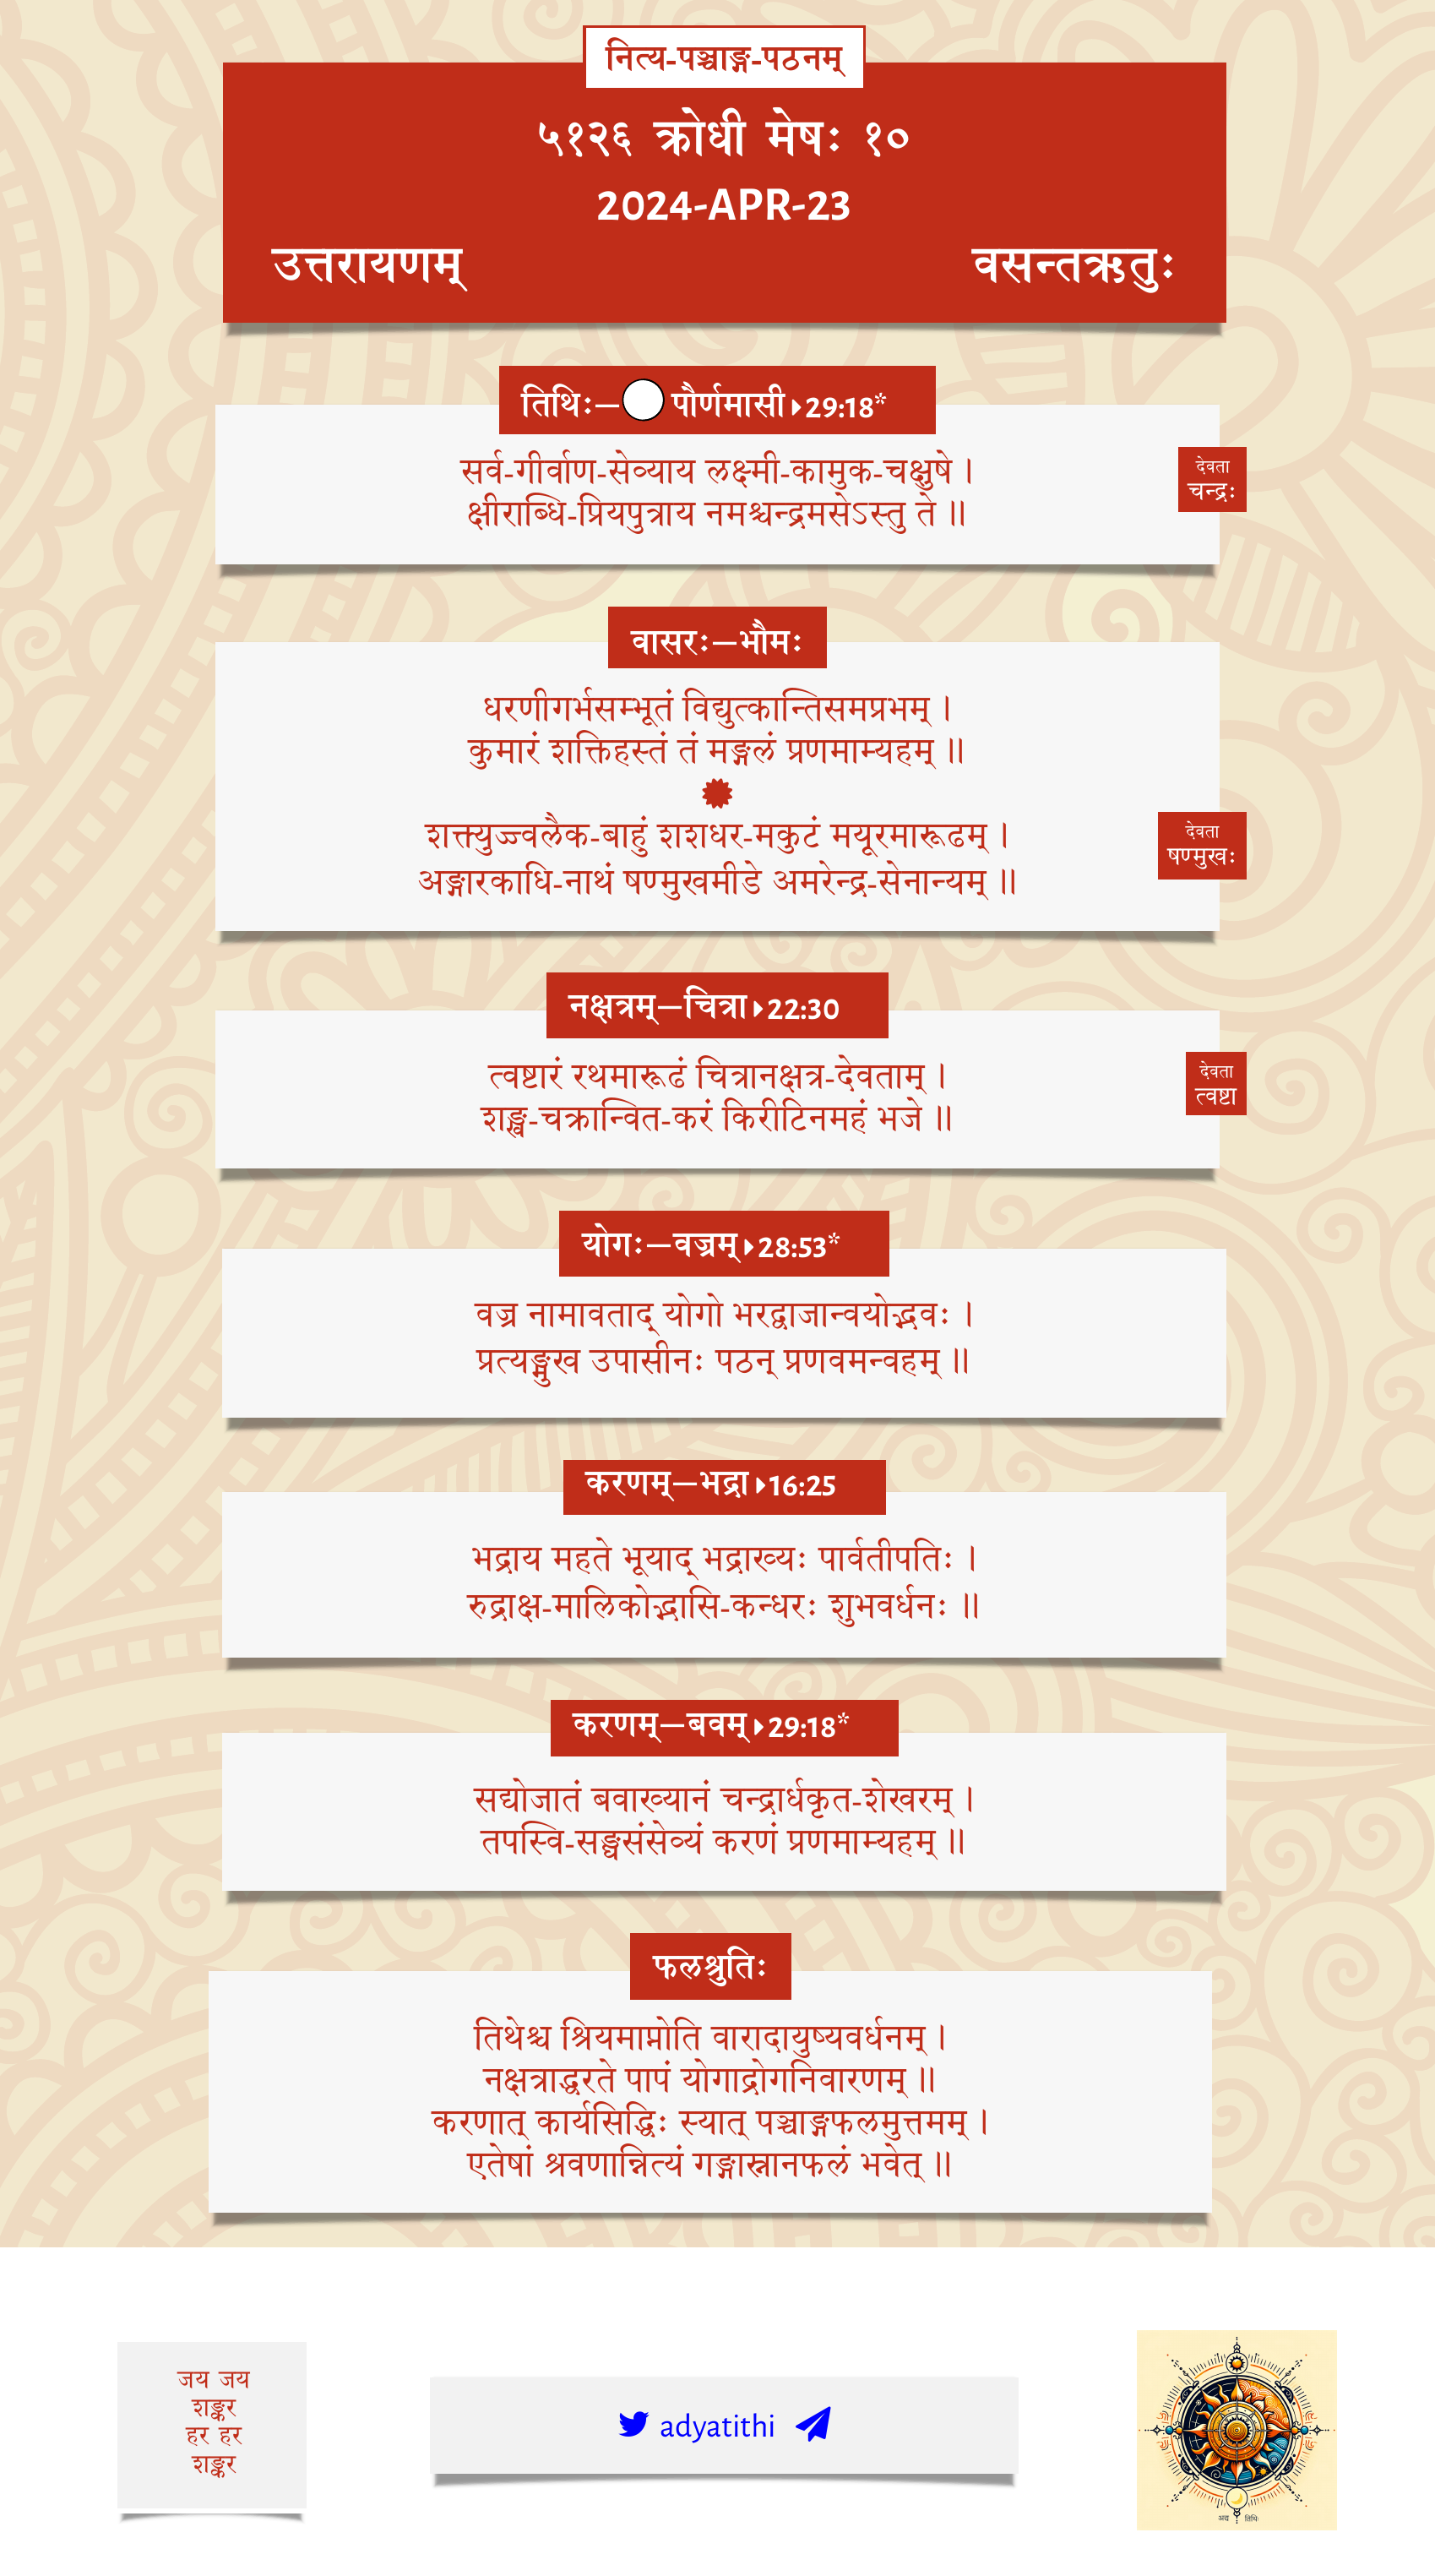 नित्य-पञ्चाङ्ग-पठनम्
५१२६ क्रोधी मेषः १०
2024-APR-23
उत्तरायणम् वसन्तऋतुः
तिथिः—पौर्णमासी 29:18*
सर्व-गीर्वाण-सेव्याय लक्ष्मी-कामुक-चक्षुषे ।
क्षीराब्धि-प्रियपुत्राय नमश्चन्द्रमसेऽस्तु ते ॥
देवता
चन्द्रः
वासरः—भौमः
धरणीगर्भसम्भूतं विद्युत्कान्तिसमप्रभम् ।
कुमारं शक्तिहस्तं तं मङ्गलं प्रणमाम्यहम् ॥
शक्त्युज्ज्वलैक-बाहुं शशधर-मकुटं मयूरमारूढम् ।
अङ्गारकाधि-नाथं षण्मुखमीडे अमरेन्द्र-सेनान्यम् ॥
देवता
षण्मुखः
नक्षत्रम्—चित्रा 22:30
त्वष्टारं रथमारूढं चित्रानक्षत्र-देवताम् ।
शङ्ख-चक्रान्वित-करं किरीटिनमहं भजे ॥
देवता
त्वष्टा
योगः—वज्रम् 28:53*
वज्र नामावताद् योगो भरद्वाजान्वयोद्भवः ।
प्रत्यङ्मुख उपासीनः पठन् प्रणवमन्वहम् ॥
करणम्—भद्रा 16:25
भद्राय महते भूयाद् भद्राख्यः पार्वतीपतिः ।
रुद्राक्ष-मालिकोद्भासि-कन्धरः शुभवर्धनः ॥
करणम्—बवम् 29:18*
सद्योजातं बवाख्यानं चन्द्रार्धकृत-शेखरम् ।
तपस्वि-सङ्घसंसेव्यं करणं प्रणमाम्यहम् ॥
फलश्रुतिः
तिथेश्च श्रियमाप्नोति वारादायुष्यवर्धनम् ।
नक्षत्राद्धरते पापं योगाद्रोगनिवारणम् ॥
करणात् कार्यसिद्धिः स्यात् पञ्चाङ्गफलमुत्तमम् ।
एतेषां श्रवणान्नित्यं गङ्गास्नानफलं भवेत् ॥
जय जय
शङ्कर
हर हर
शङ्कर
adyatithi
अद्य तिथिः